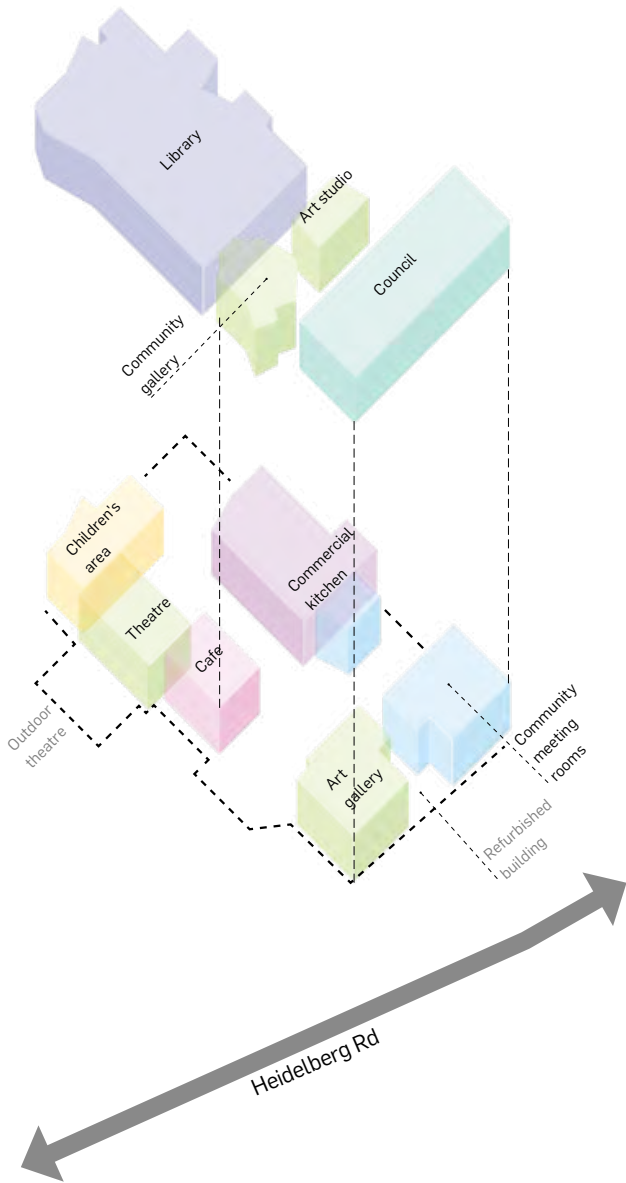 Library
Art studio
Council
Community
gallery
Children's
area
Commercial
kitchen
Theatre
Cafe
Outdoor
theatre
Community
meeting
rooms
Art
gallery
Refurbished
building
Heidelberg Rd